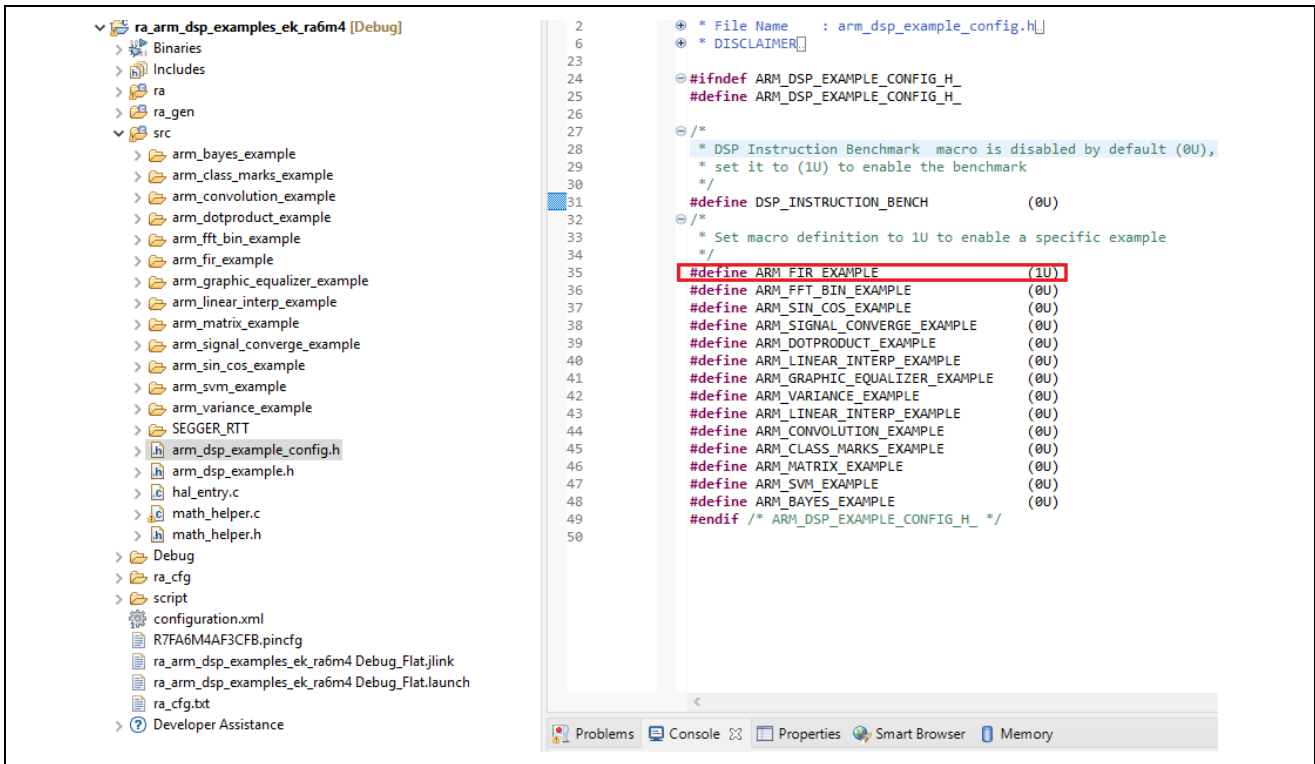 ra_arm_dsp_examples_ek_ra6m4 [Debug]
Binaries
Includes
ra
ra_gen
src
arm_bayes_example
arm_class_marks_example
arm_convolution_example
arm_dotproduct_example
arm_fft_bin_example
arm_fir_example
arm_graphic_equalizer_example
arm_linear_interp_example
arm_matrix_example
arm_signal_converge_example
arm_sin_cos_example
arm_svm_example
arm_variance_example
SEGGER_RTT
arm_dsp_example_config.h
arm_dsp_example.h
hal_entry.c
math_helper.c
math_helper.h
Debug
ra_cfg
script
configuration.xml
R7FA6M4AF3CFB.pincfg
ra_arm_dsp_examples_ek_ra6m4 Debug_Flat.jlink
ra_arm_dsp_examples_ek_ra6m4 Debug_Flat.launch
ra_cfg.txt
Developer Assistance
2 * File Name : arm_dsp_example_config.h
6 * DISCLAIMER
23
24 #ifndef ARM_DSP_EXAMPLE_CONFIG_H_
25 #define ARM_DSP_EXAMPLE_CONFIG_H_
26
27 /*
28 * DSP Instruction Benchmark macro is disabled by default (0U),
29 * set it to (1U) to enable the benchmark
30 */
31 #define DSP_INSTRUCTION_BENCH (0U)
32 /*
33 * Set macro definition to 1U to enable a specific example
34 */
35 #define ARM_FIR_EXAMPLE (1U)
36 #define ARM_FFT_BIN_EXAMPLE (0U)
37 #define ARM_SIN_COS_EXAMPLE (0U)
38 #define ARM_SIGNAL_CONVERGE_EXAMPLE (0U)
39 #define ARM_DOTPRODUCT_EXAMPLE (0U)
40 #define ARM_LINEAR_INTERP_EXAMPLE (0U)
41 #define ARM_GRAPHIC_EQUALIZER_EXAMPLE (0U)
42 #define ARM_VARIANCE_EXAMPLE (0U)
43 #define ARM_LINEAR_INTERP_EXAMPLE (0U)
44 #define ARM_CONVOLUTION_EXAMPLE (0U)
45 #define ARM_CLASS_MARKS_EXAMPLE (0U)
46 #define ARM_MATRIX_EXAMPLE (0U)
47 #define ARM_SVM_EXAMPLE (0U)
48 #define ARM_BAYES_EXAMPLE (0U)
49 #endif /* ARM_DSP_EXAMPLE_CONFIG_H_ */
50
Problems Console Properties Smart Browser Memory